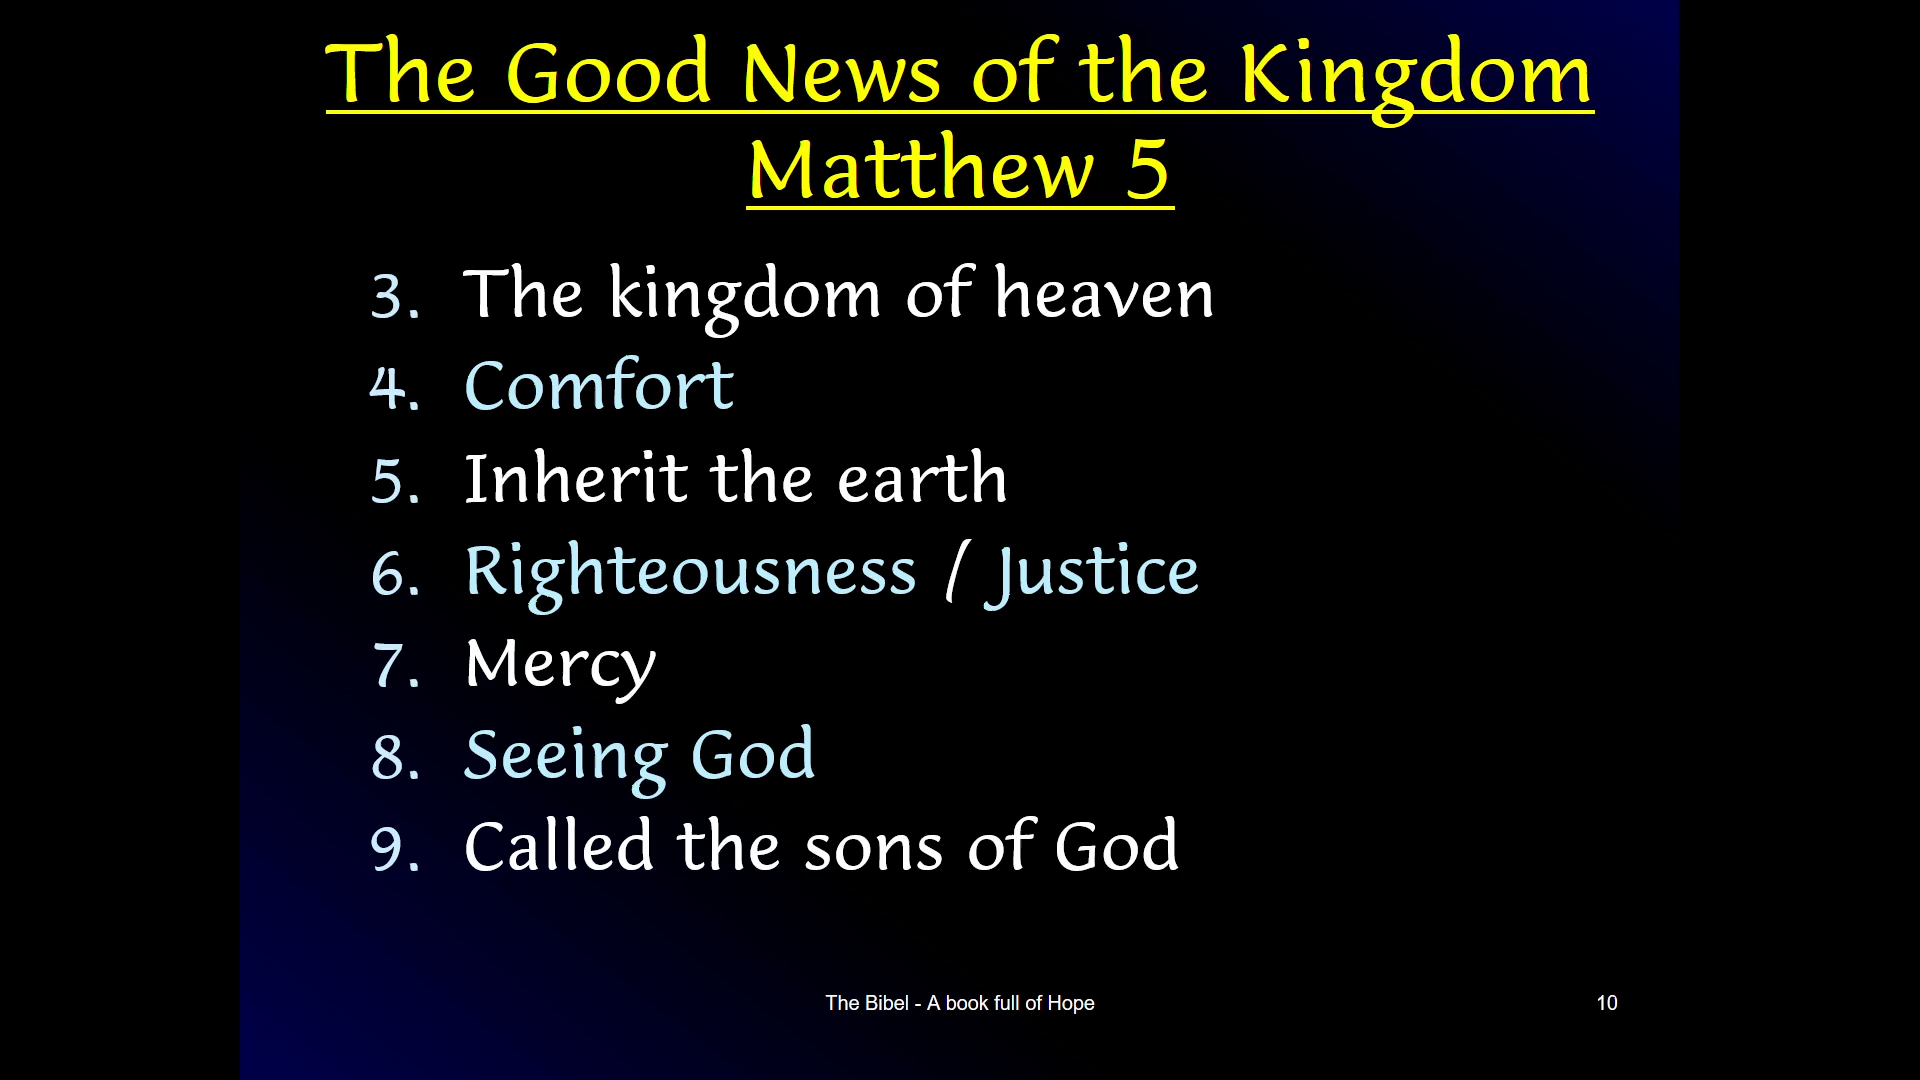 The Good News of the Kingdom
Matthew 5
3. The kingdom of heaven
4. Comfort
5. Inherit the earth
6. Righteousness / Justice
7. Mercy
8. Seeing God
9. Called the sons of God
The Bibel - A book full of Hope
10